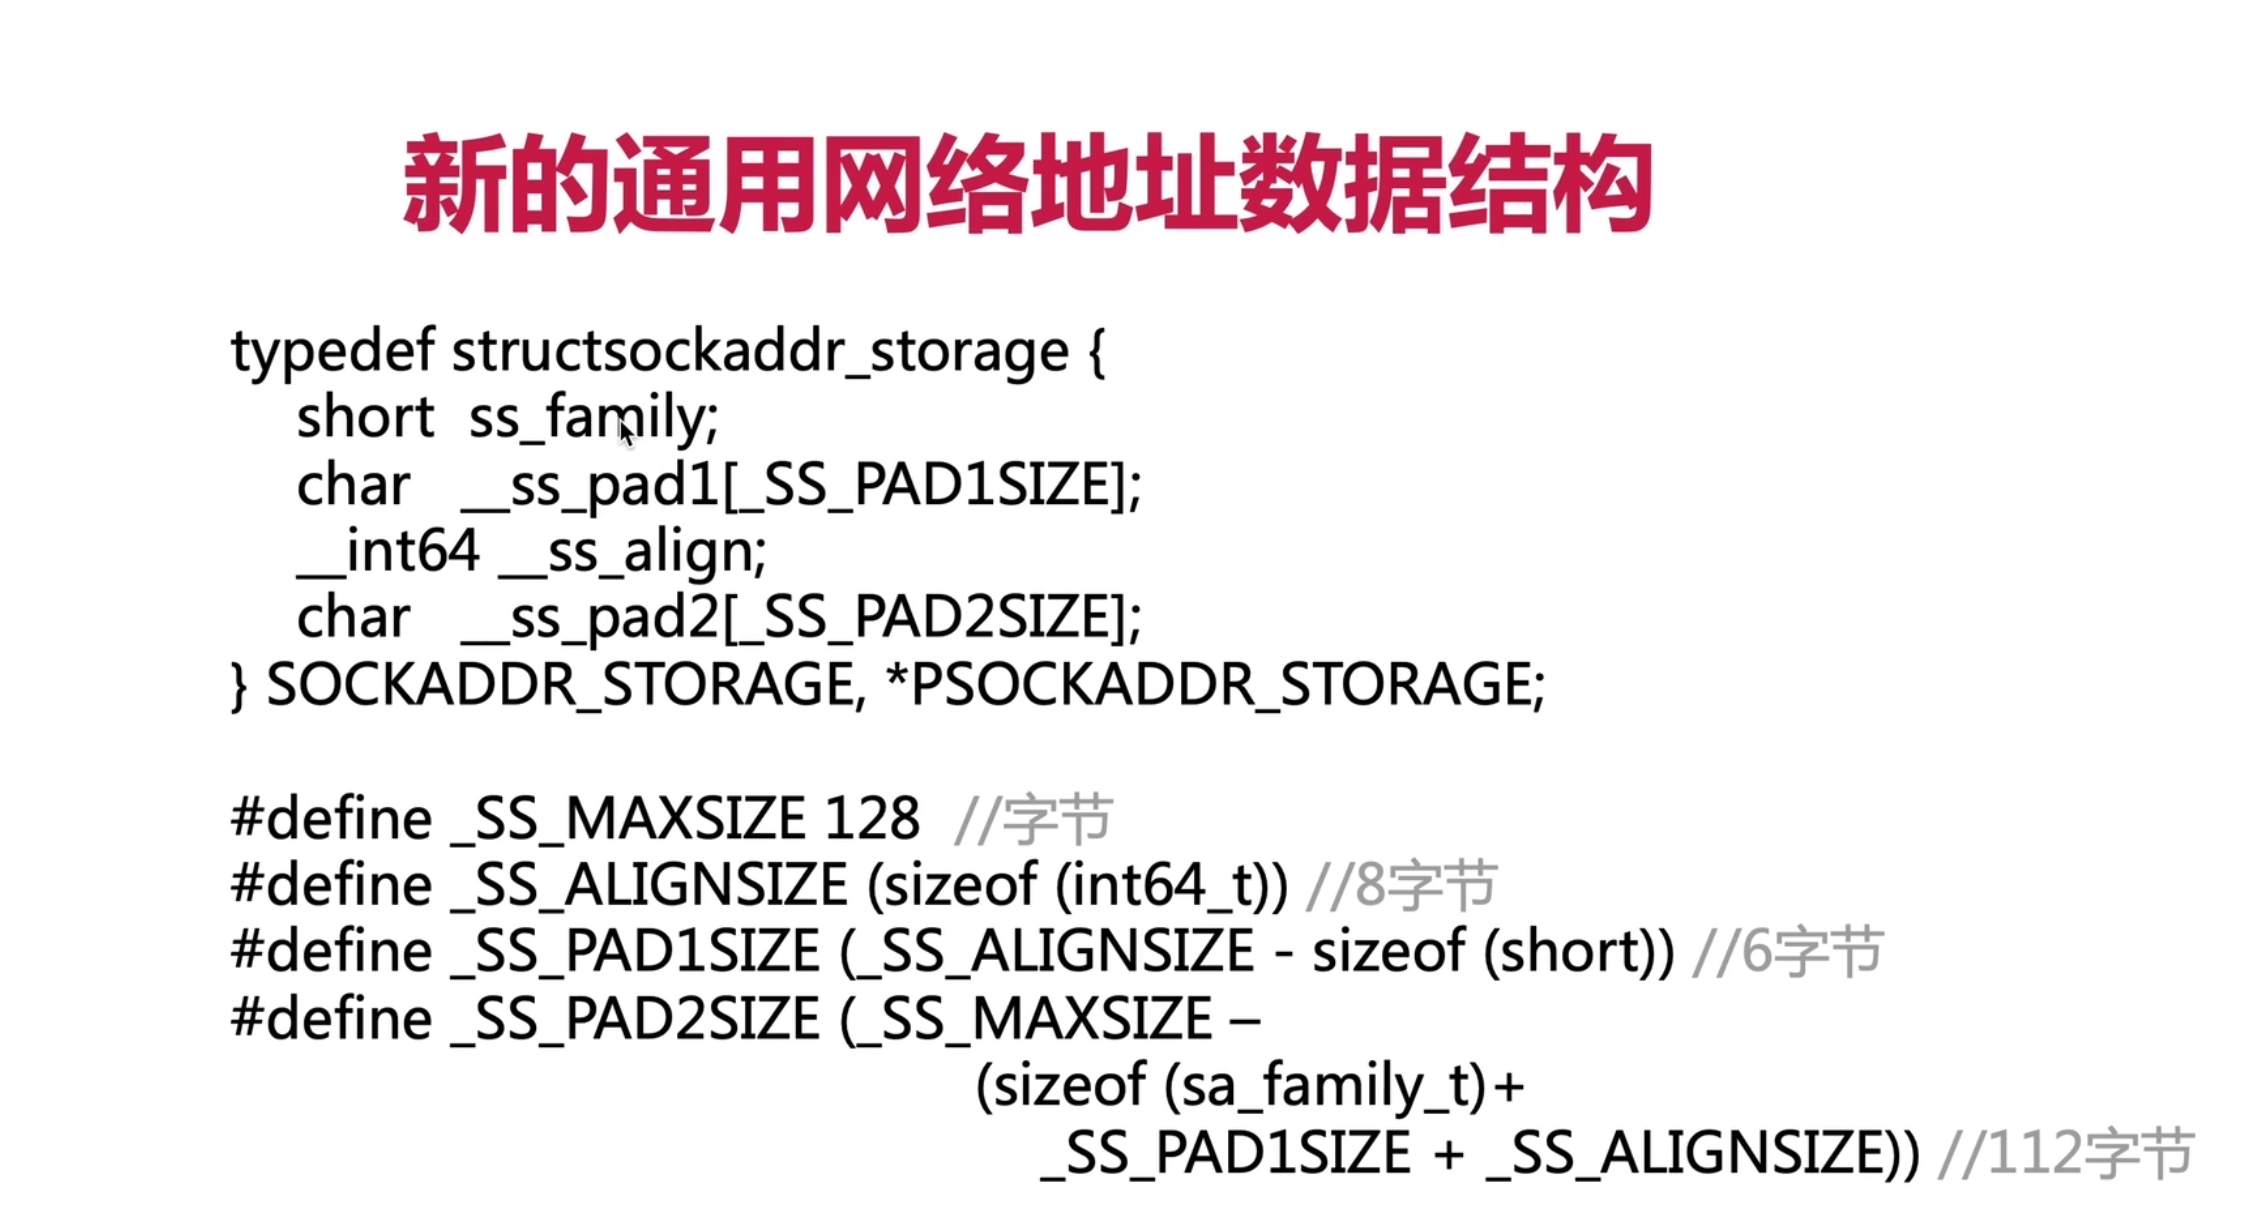 新的通用网络地址数据结构
typedef structsockaddr_storage {
short ss_family;
char __ss_pad1[_SS_PAD1SIZE];
__int64 __ss_align;
char __ss_pad2[_SS_PAD2SIZE];
} SOCKADDR_STORAGE, *PSOCKADDR_STORAGE;
#define _SS_MAXSIZE 128 //字节
#define _SS_ALIGNSIZE (sizeof (int64_t)) //8字节
#define _SS_PAD1SIZE (_SS_ALIGNSIZE - sizeof (short)) //6字节
#define _SS_PAD2SIZE (_SS_MAXSIZE –
(sizeof (sa_family_t)+
_SS_PAD1SIZE + _SS_ALIGNSIZE)) //112字节